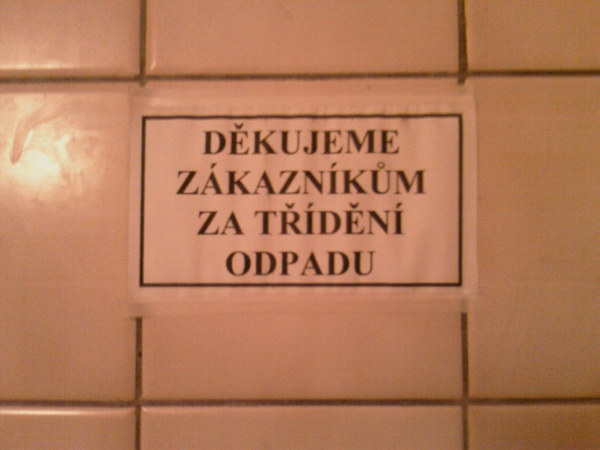 DĚKUJEME
ZÁKAZNÍKŮM
ZA TŘÍDĚNÍ
ODPADU